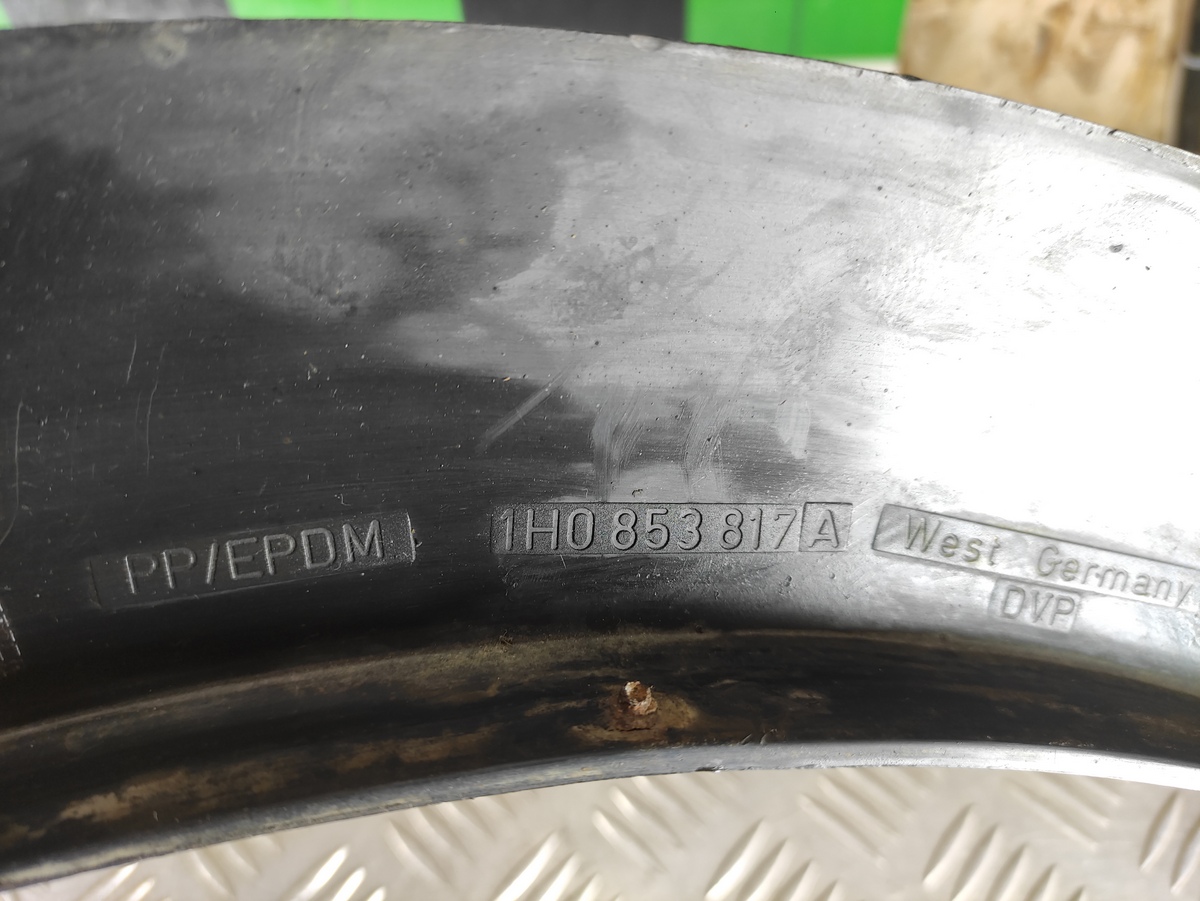 PP/EPDM
1H0 853 817 A
West Germany
DVP